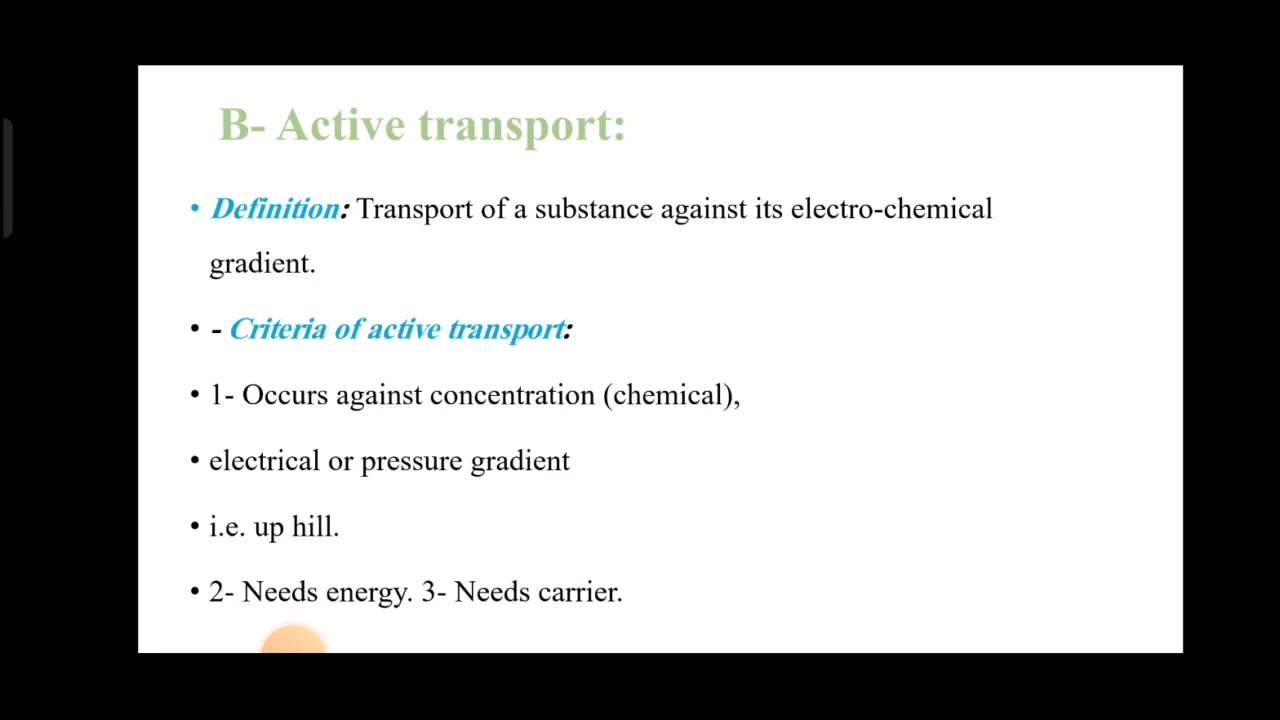 B- Active transport:
• Definition: Transport of a substance against its electro-chemical
gradient.
• - Criteria of active transport:
• 1- Occurs against concentration (chemical),
• electrical or pressure gradient
• i.e. up hill.
• 2- Needs energy. 3- Needs carrier.